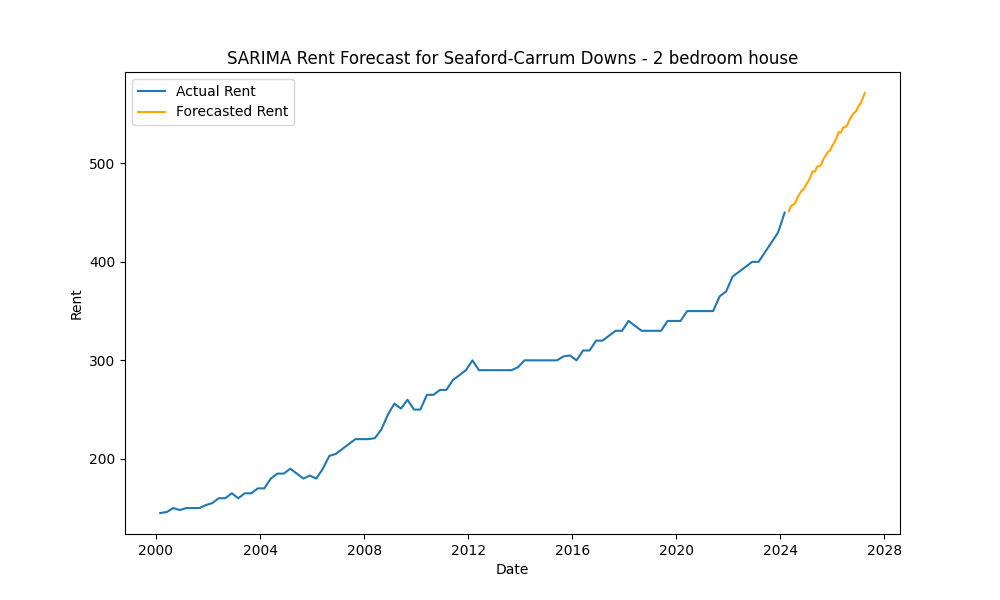 SARIMA Rent Forecast for Seaford-Carrum Downs - 2 bedroom house
Actual Rent
Forecasted Rent
500
400
300
200
Rent
2000
2004
2008
2012
2016
2020
2024
2028
Date